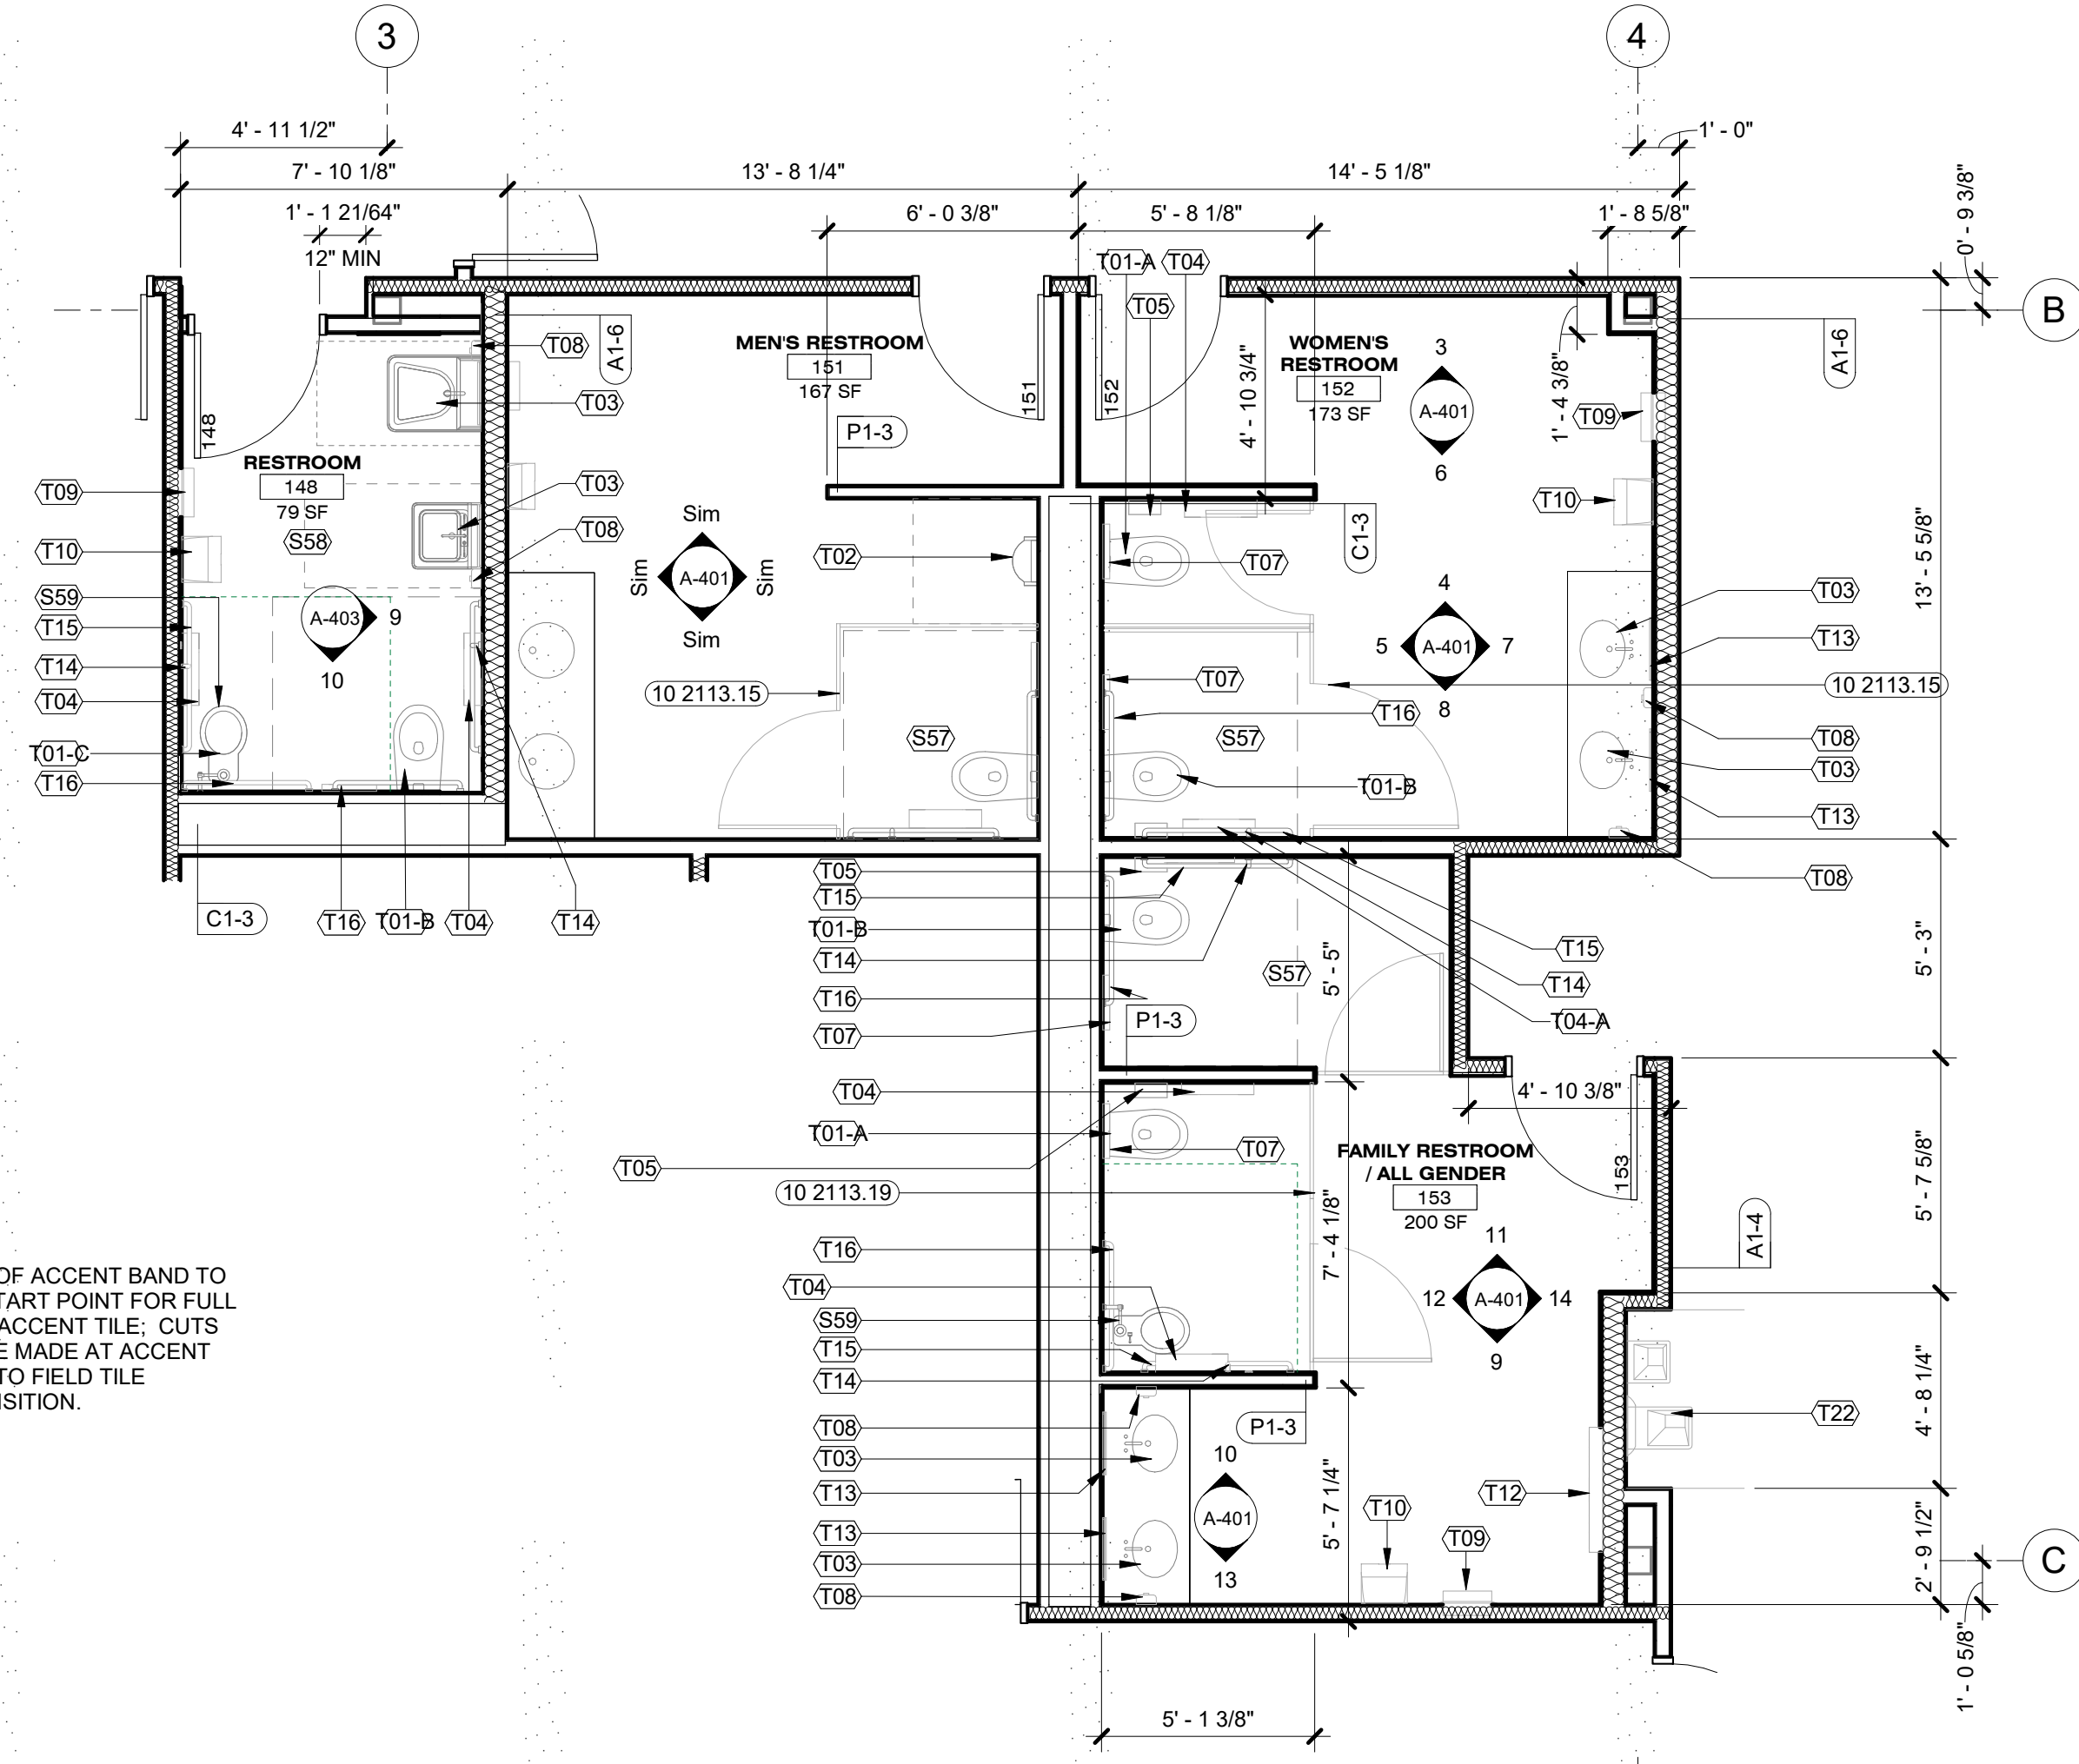 3
4
4' - 11 1/2"
1' - 0"
7' - 10 1/8"
13' - 8 1/4"
14' - 5 1/8"
1' - 1 21/64"
12" MIN
6' - 0 3/8"
5' - 8 1/8"
1' - 8 5/8"
0' - 9 3/8"
B
T01-A
T04
T05
T08
A1-6
MEN'S RESTROOM
151
167 SF
151
152
WOMEN'S
RESTROOM
152
173 SF
4' - 10 3/4"
1' - 4 3/8"
A1-6
3
A-401
6
T09
T03
148
P1-3
RESTROOM
148
79 SF
S58
T09
T03
T10
T08
T10
Sim
Sim
A-401
Sim
Sim
T02
T07
C1-3
13' - 5 5/8"
S59
T15
T14
T04
T01-C
T16
A-403
9
10
4
5
A-401
7
8
T03
T13
10 2113.15
T07
T16
10 2113.15
S57
S57
T01-B
T08
T03
T13
T08
C1-3
T16
T01-B
T04
T14
T05
T15
T01-B
T14
T16
T07
S57
5' - 5"
P1-3
T15
T14
T04-A
5' - 3"
T04
T01-A
T05
T07
10 2113.19
4' - 10 3/8"
FAMILY RESTROOM
/ ALL GENDER
153
200 SF
153
5' - 7 5/8"
A1-4
T16
T04
S59
T15
T14
7' - 4 1/8"
11
12
A-401
14
9
OF ACCENT BAND TO
TART POINT FOR FULL
ACCENT TILE; CUTS
E MADE AT ACCENT
TO FIELD TILE
SITION.
4' - 8 1/4"
T22
T08
T03
T13
T13
T03
T08
P1-3
10
A-401
13
5' - 7 1/4"
T10
T09
T12
2' - 9 1/2"
C
1' - 0 5/8"
5' - 1 3/8"